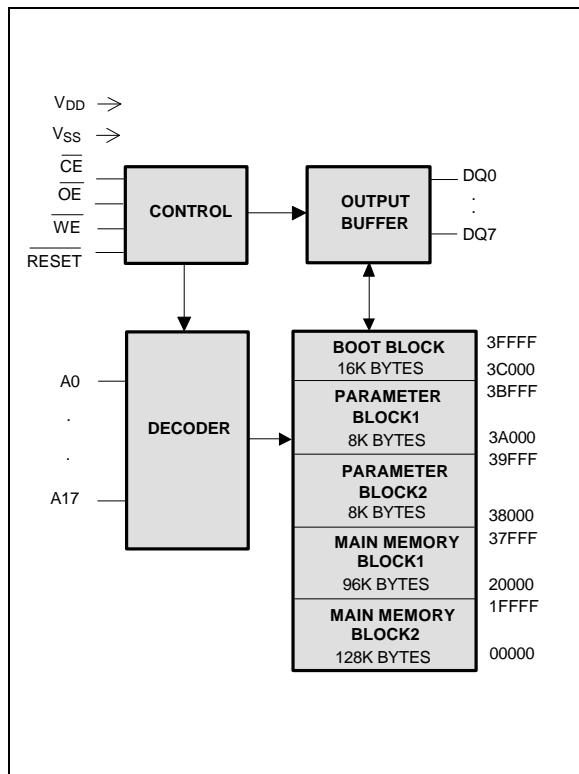 VDD
VSS
CE
OE
WE
RESET
CONTROL
OUTPUT
BUFFER
DQ0
.
.
DQ7
A0
.
.
A17
DECODER
BOOT BLOCK
16K BYTES
PARAMETER
BLOCK1
8K BYTES
PARAMETER
BLOCK2
8K BYTES
MAIN MEMORY
BLOCK1
96K BYTES
MAIN MEMORY
BLOCK2
128K BYTES
3FFFF
3C000
3BFFF
3A000
39FFF
38000
37FFF
20000
1FFFF
00000